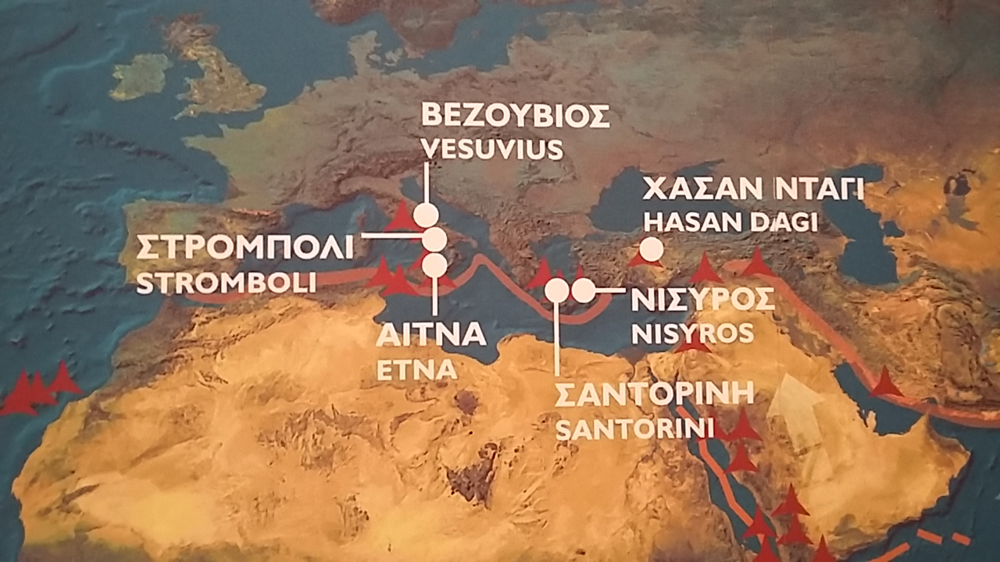 ΒΕΖΟΥΒΙΟΣ
VESUVIUS
ΧΑΣΑΝ ΝΤΑΓΙ
HASAN DAGI
ΣΤΡΟΜΠΟΛΙ
STROMBOLI
ΝΙΣΥΡΟΣ
NISYROS
ΑΙΤΝΑ
ETNA
ΣΑΝΤΟΡΙΝΗ
SANTORINI